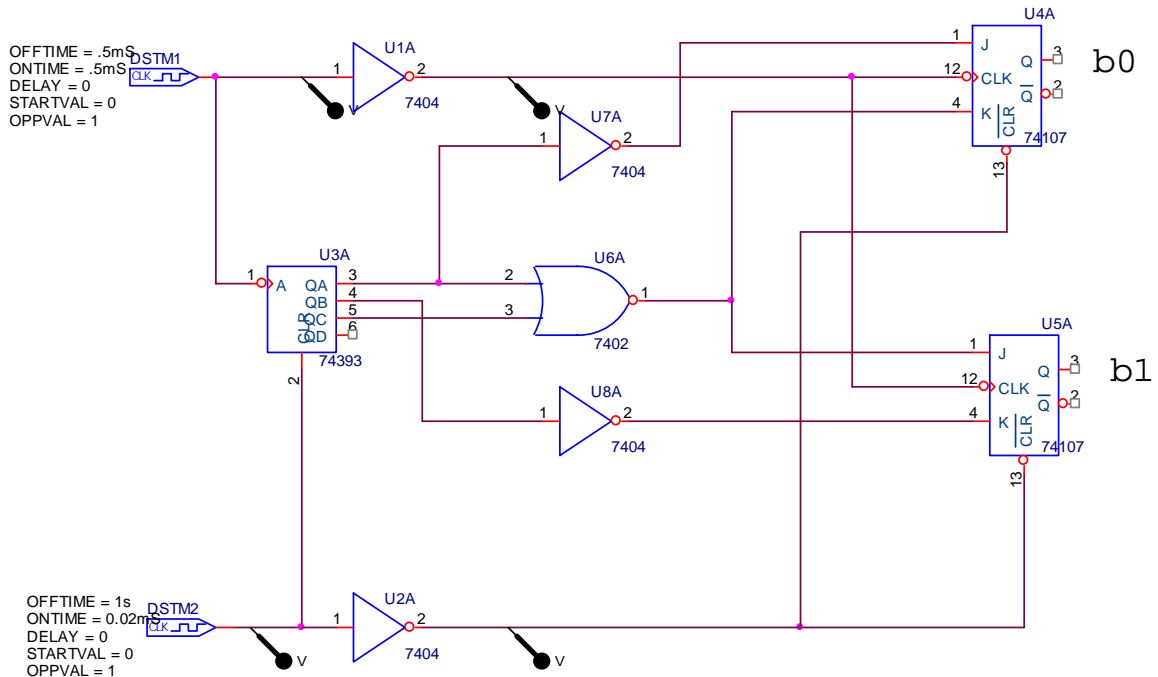 OFFTIME = .5mS
ONTIME = .5mS
DELAY = 0
STARTVAL = 0
OPPVAL = 1
DSTM1
CLK
U1A
1
2
7404
V
V
U7A
1
2
7404
U4A
1
J
12
CLK
4
K
CLR
Q
3
Q
2
74107
13
b0
U3A
1
A
QA
3
QB
4
QC
5
QD
6
CLR
74393
2
U6A
2
3
1
7402
U8A
1
2
7404
U5A
1
J
12
CLK
4
K
CLR
Q
3
Q
2
74107
13
b1
OFFTIME = 1s
ONTIME = 0.02mS
DELAY = 0
STARTVAL = 0
OPPVAL = 1
DSTM2
CLK
U2A
1
2
7404
V
V